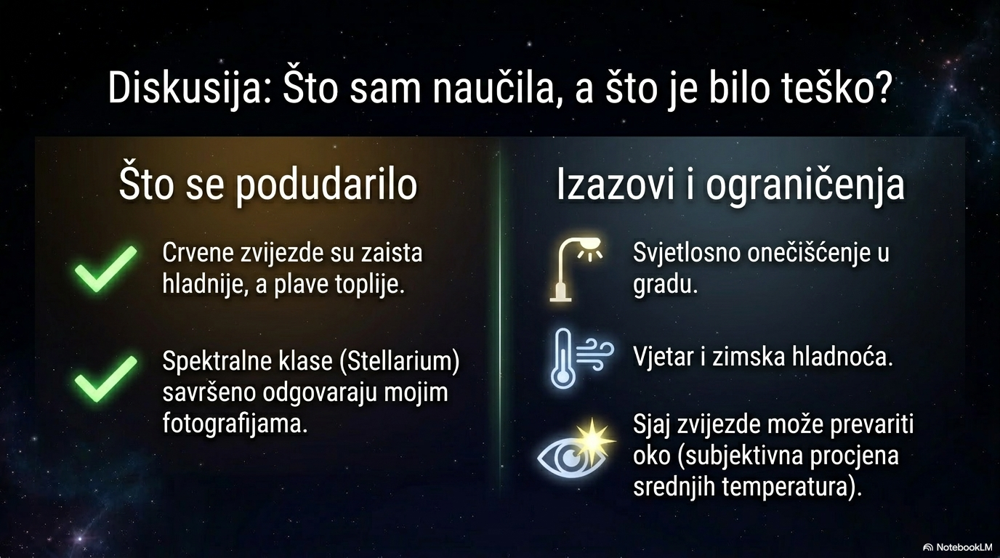 Diskusija: Što sam naučila, a što je bilo teško?
Što se podudarilo
Crvene zvijezde su zaista
hladnije, a plave toplije.
Spektralne klase (Stellarium)
savršeno odgovaraju mojim
fotografijama.
Izazovi i ograničenja
Svjetlosno onečišćenje u
gradu.
Vjetar i zimska hladnoća.
Sjaj zvijezde može prevariti
oko (subjektivna procjena
srednjih temperatura).
NotebookLM